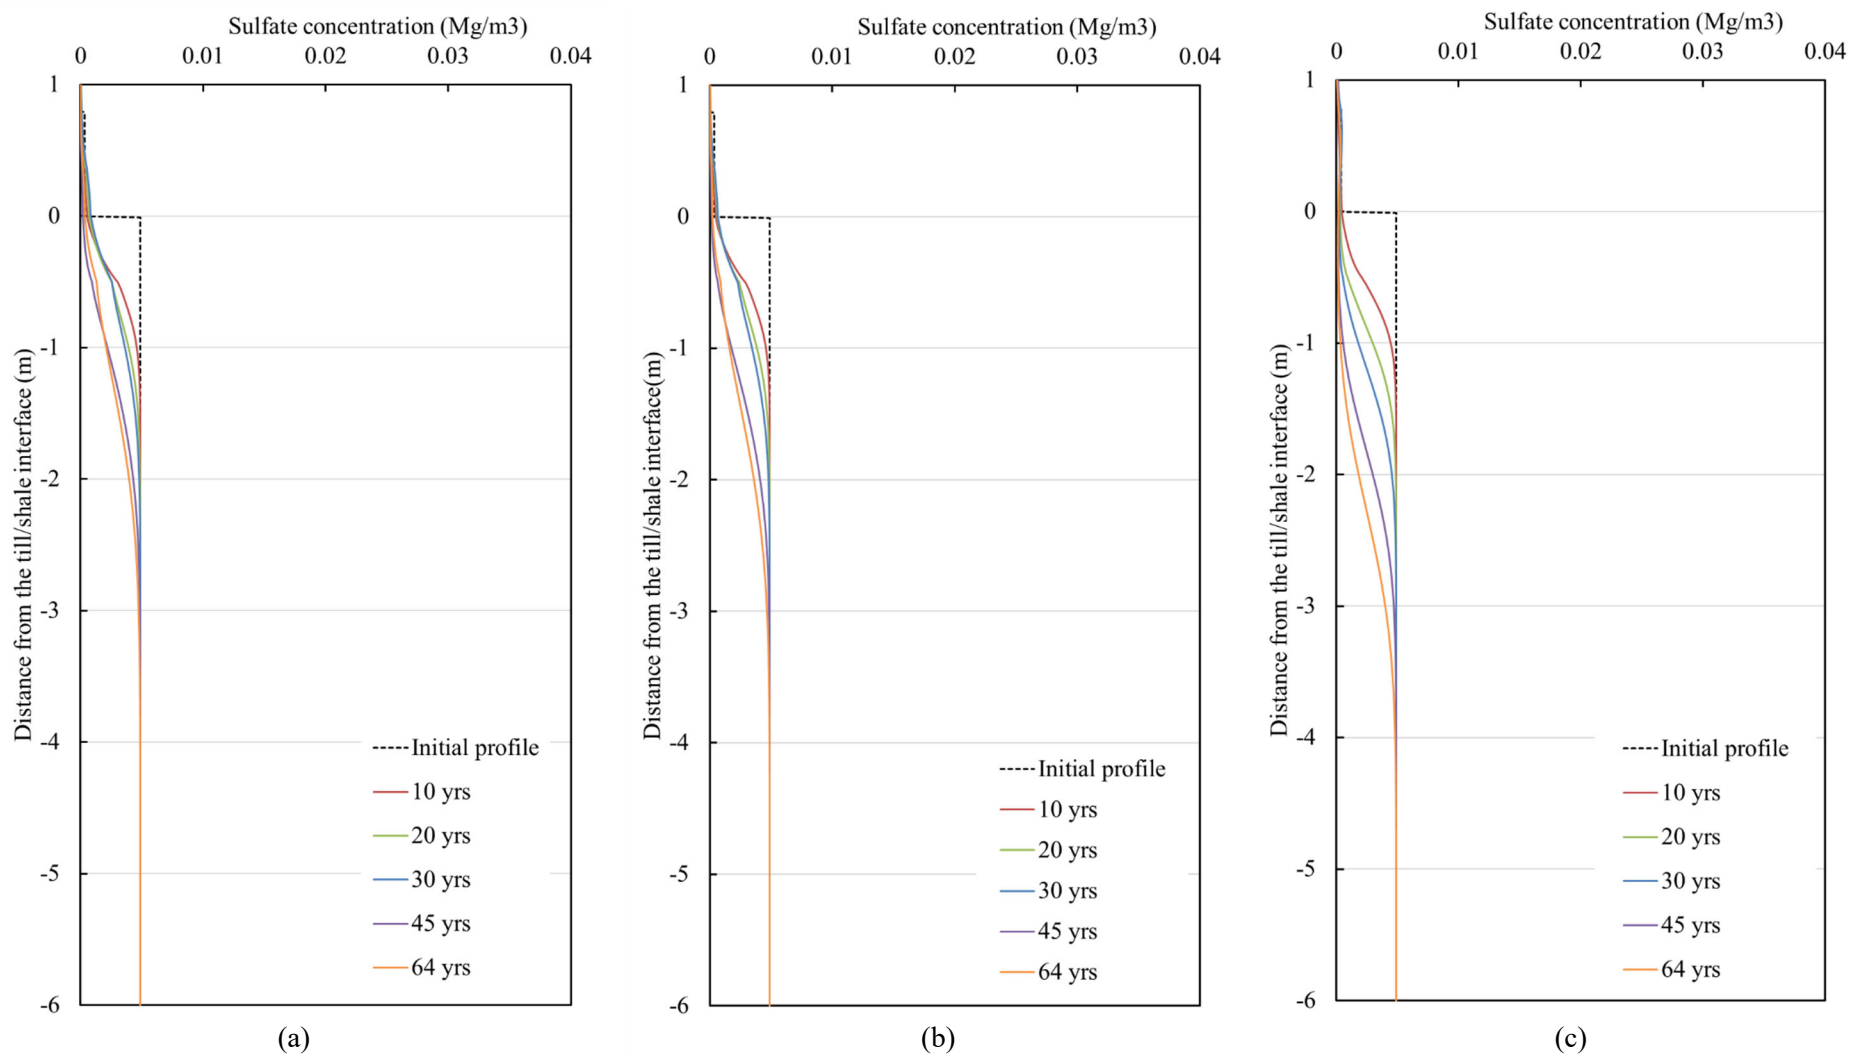 Sulfate concentration (Mg/m3)
0 0.01 0.02 0.03 0.04
1
0
-1
-2
-3
-4
-5
-6
Distance from the till/shale interface (m)
Initial profile
10 yrs
20 yrs
30 yrs
45 yrs
64 yrs
(a)
Sulfate concentration (Mg/m3)
0 0.01 0.02 0.03 0.04
1
0
-1
-2
-3
-4
-5
-6
Distance from the till/shale interface(m)
Initial profile
10 yrs
20 yrs
30 yrs
45 yrs
64 yrs
(b)
Sulfate concentration (Mg/m3)
0 0.01 0.02 0.03 0.04
1
0
-1
-2
-3
-4
-5
-6
Distance from the till/shale interface (m)
Initial profile
10 yrs
20 yrs
30 yrs
45 yrs
64 yrs
(c)